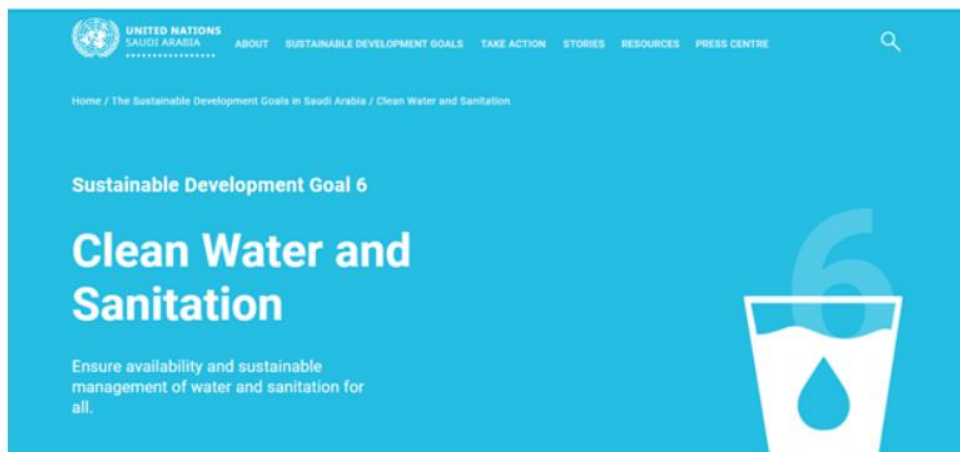 UNITED NATIONS
SAUDI ARABIA
ABOUT SUSTAINABLE DEVELOPMENT GOALS TAKE ACTION STORIES RESOURCES PRESS CENTRE
Home / The Sustainable Development Goals in Saudi Arabia / Clean Water and Sanitation
Sustainable Development Goal 6
Clean Water and
Sanitation
Ensure availability and sustainable
management of water and sanitation for
all.
6